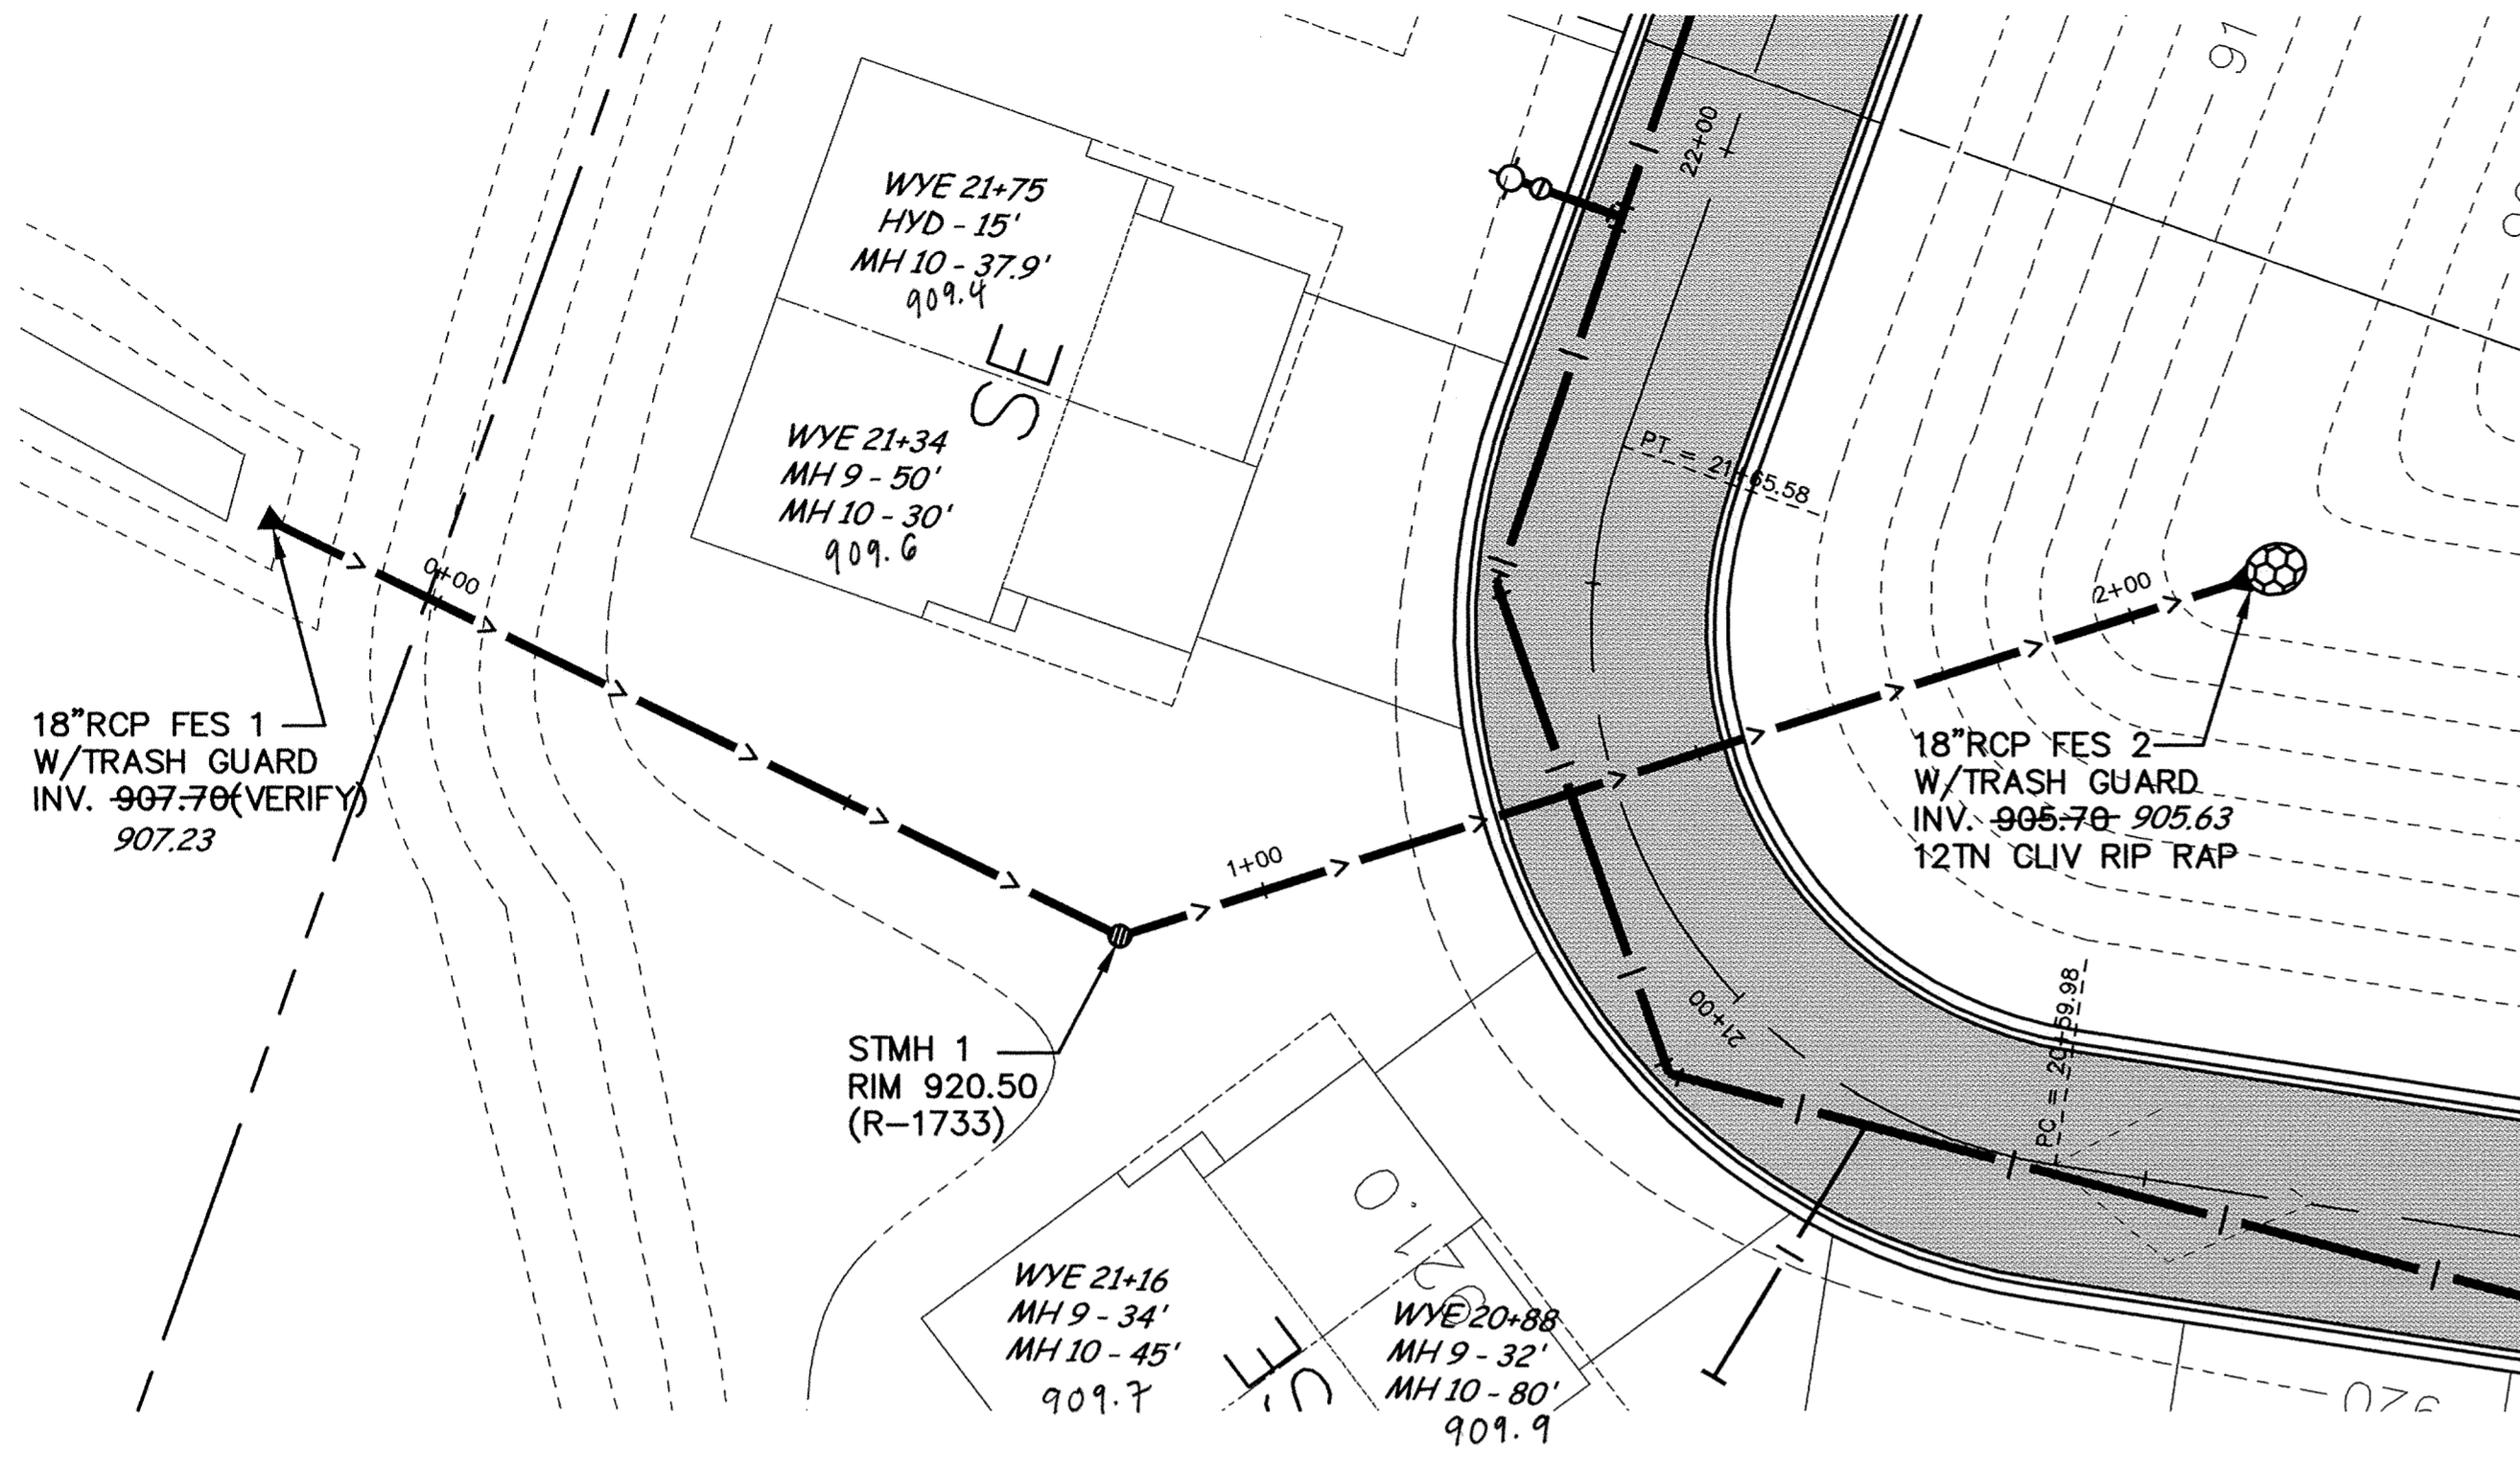 91
22+00
WYE 21+75
HYD - 15'
MH 10 - 37.9'
909.4
SE
WYE 21+34
MH 9 - 50'
MH 10 - 30'
909.6
PT = 21+65.58
0+00
2+00
18"RCP FES 1
W/TRASH GUARD
INV. 907.70(VERIFY)
907.23
18"RCP FES 2
W/TRASH GUARD
INV. 905.70 905.63
12TN CLIV RIP RAP
1+00
21+00
PC = 20+59.98
STMH 1
RIM 920.50
(R-1733)
921.0
WYE 21+16
MH 9 - 34'
MH 10 - 45'
909.7
SE
WYE 20+88
MH 9 - 32'
MH 10 - 80'
909.9
920